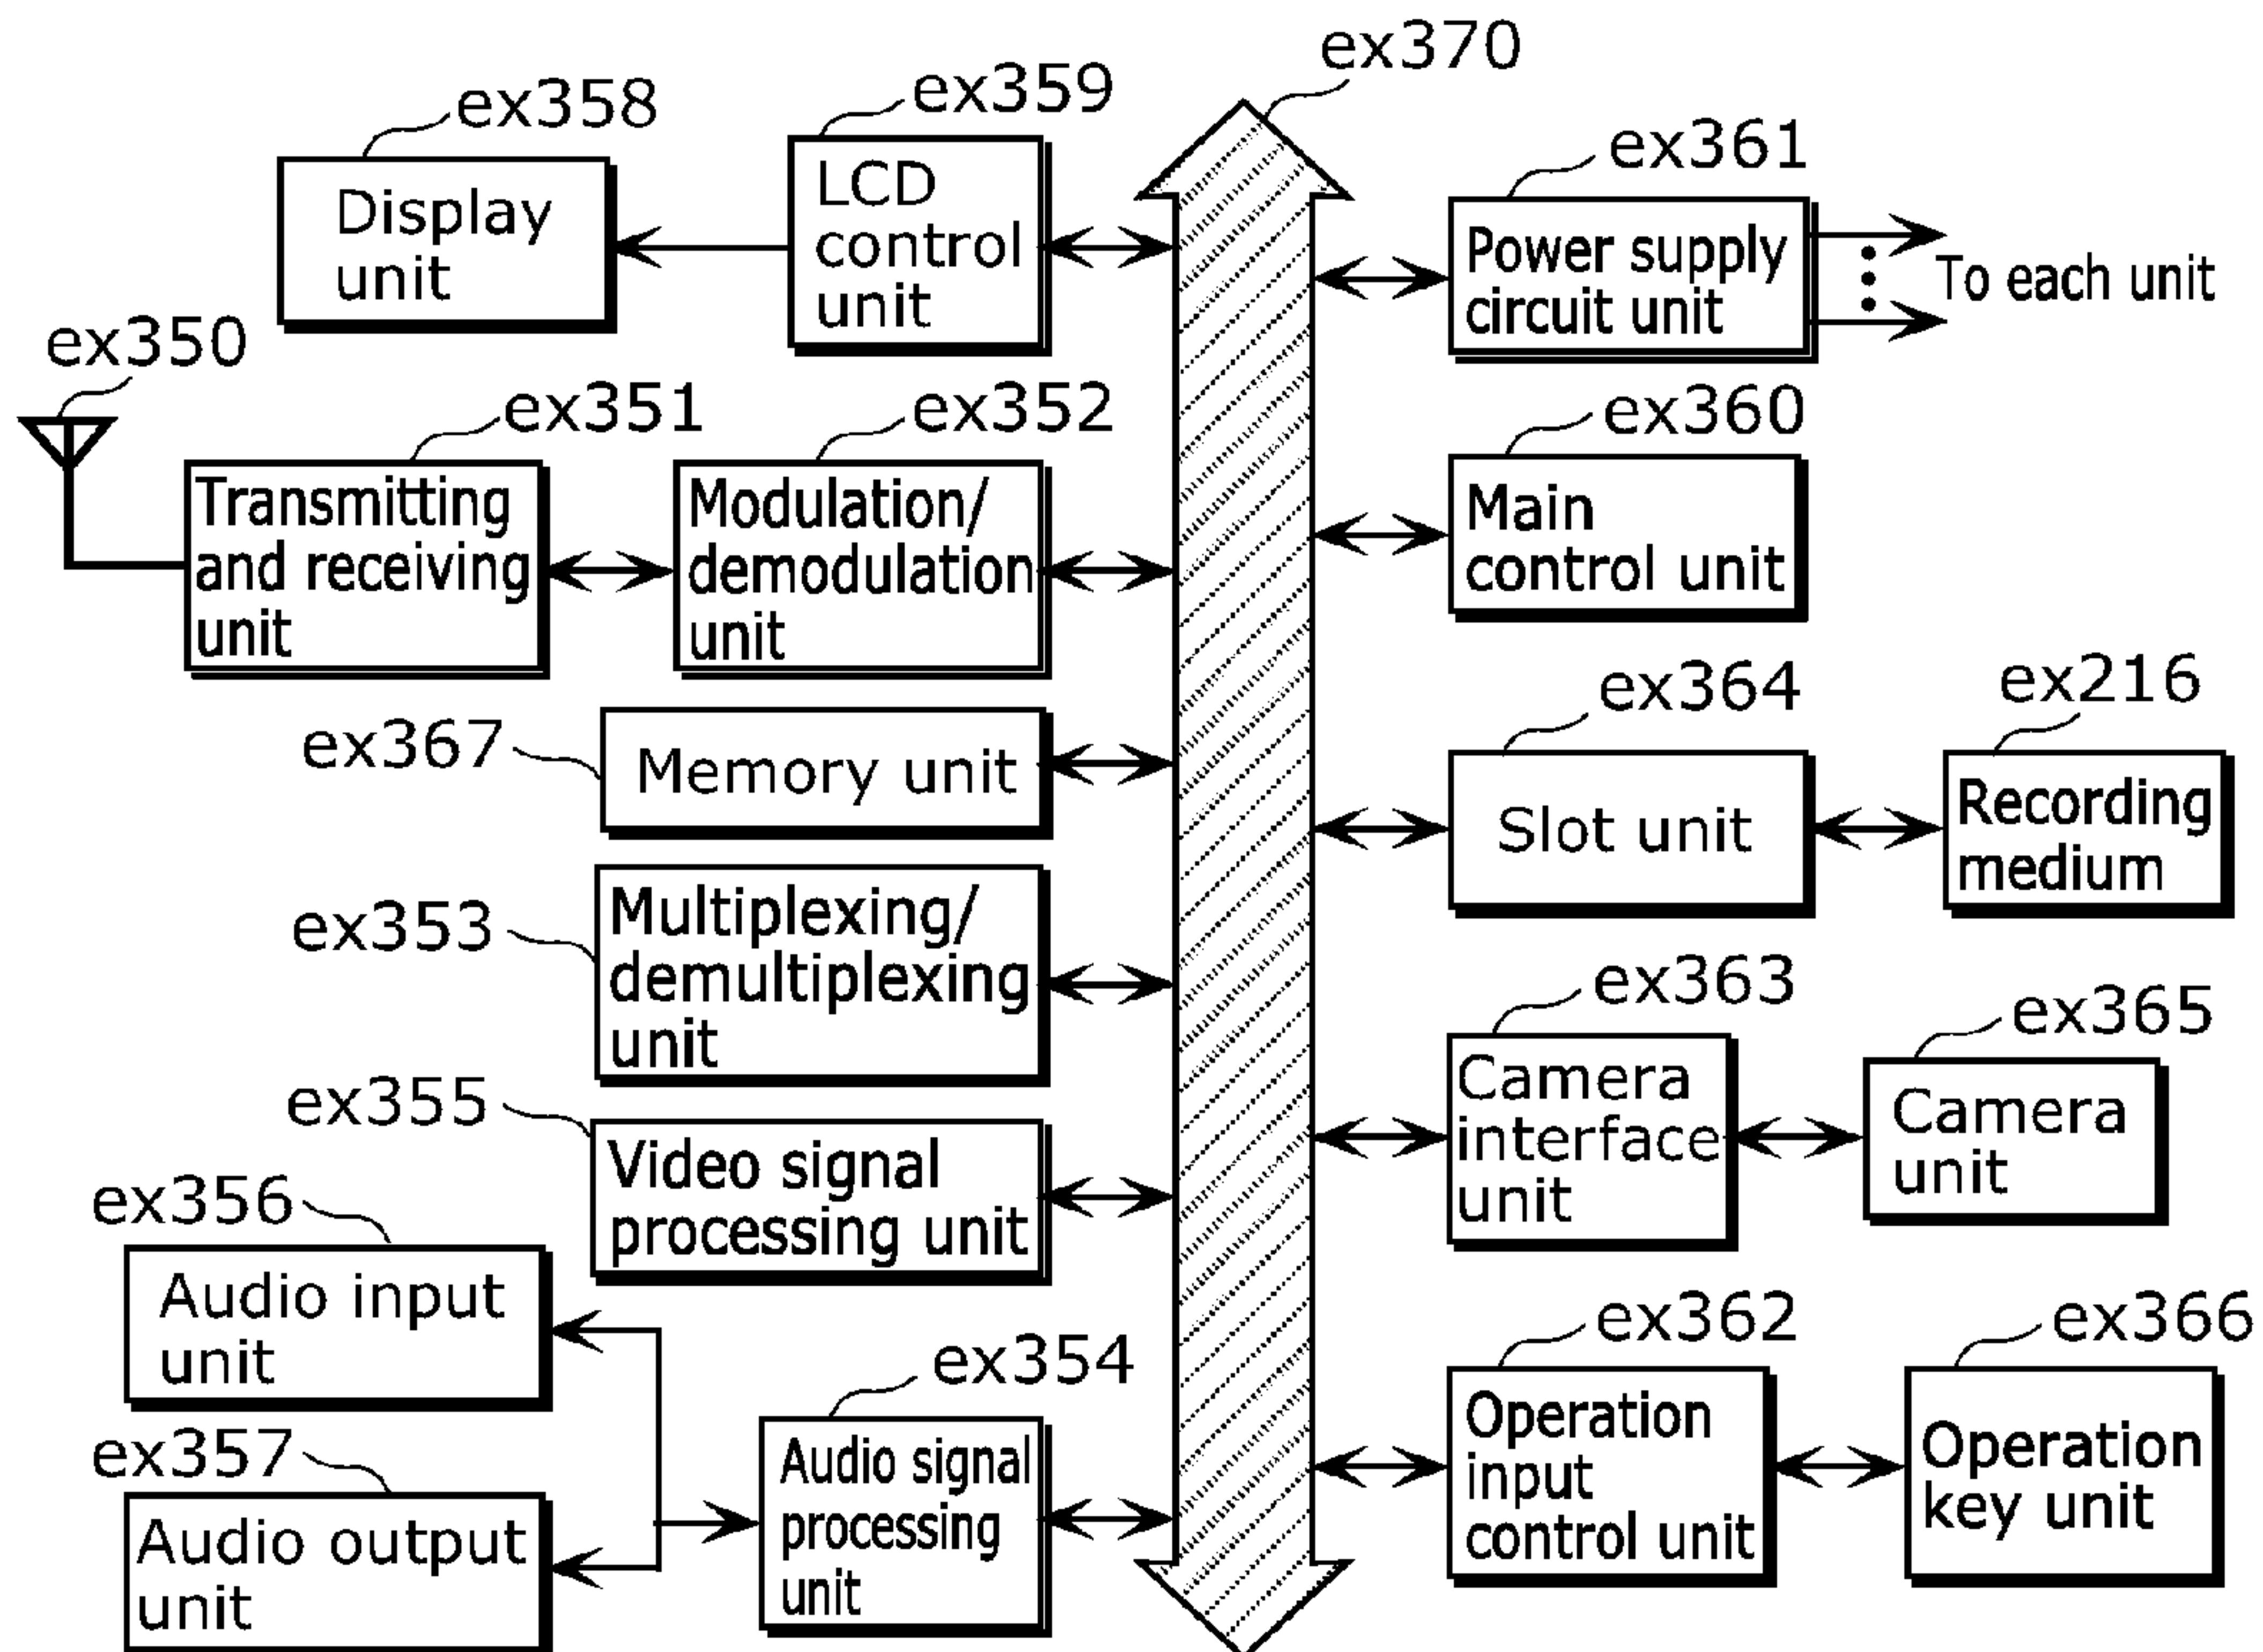 ex370
ex358
ex359
ex361
Display
unit
LCD
control
unit
Power supply
circuit unit
To each unit
ex350
ex351
ex352
ex360
Transmitting
and receiving
unit
Modulation/
demodulation
unit
Main
control unit
ex367
Memory unit
ex364
ex216
Slot unit
Recording
medium
ex353
Multiplexing/
demultiplexing
unit
ex363
ex365
Camera
interface
unit
Camera
unit
ex355
Video signal
processing unit
ex356
Audio input
unit
ex357
Audio output
unit
ex354
Audio signal
processing
unit
ex362
ex366
Operation
input
control unit
Operation
key unit